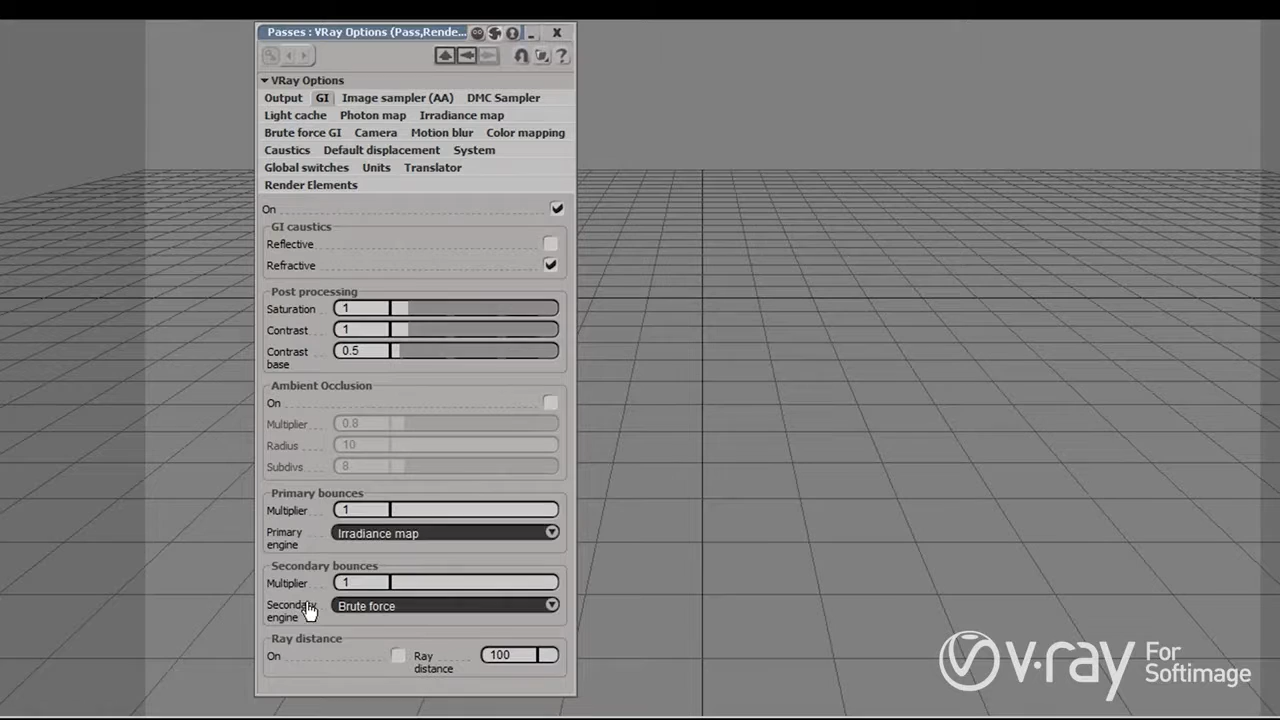 Passes : VRay Options (Pass,Rende...
VRay Options
Output GI Image sampler (AA) DMC Sampler
Light cache Photon map Irradiance map
Brute force GI Camera Motion blur Color mapping
Caustics Default displacement System
Global switches Units Translator
Render Elements
On
GI caustics
Reflective
Refractive
Post processing
Saturation 1
Contrast 1
Contrast base 0.5
Ambient Occlusion
On
Multiplier 0.8
Radius 10
Subdivs 8
Primary bounces
Multiplier 1
Primary engine Irradiance map
Secondary bounces
Multiplier 1
Secondary engine Brute force
Ray distance
On Ray distance 100
v·ray For Softimage